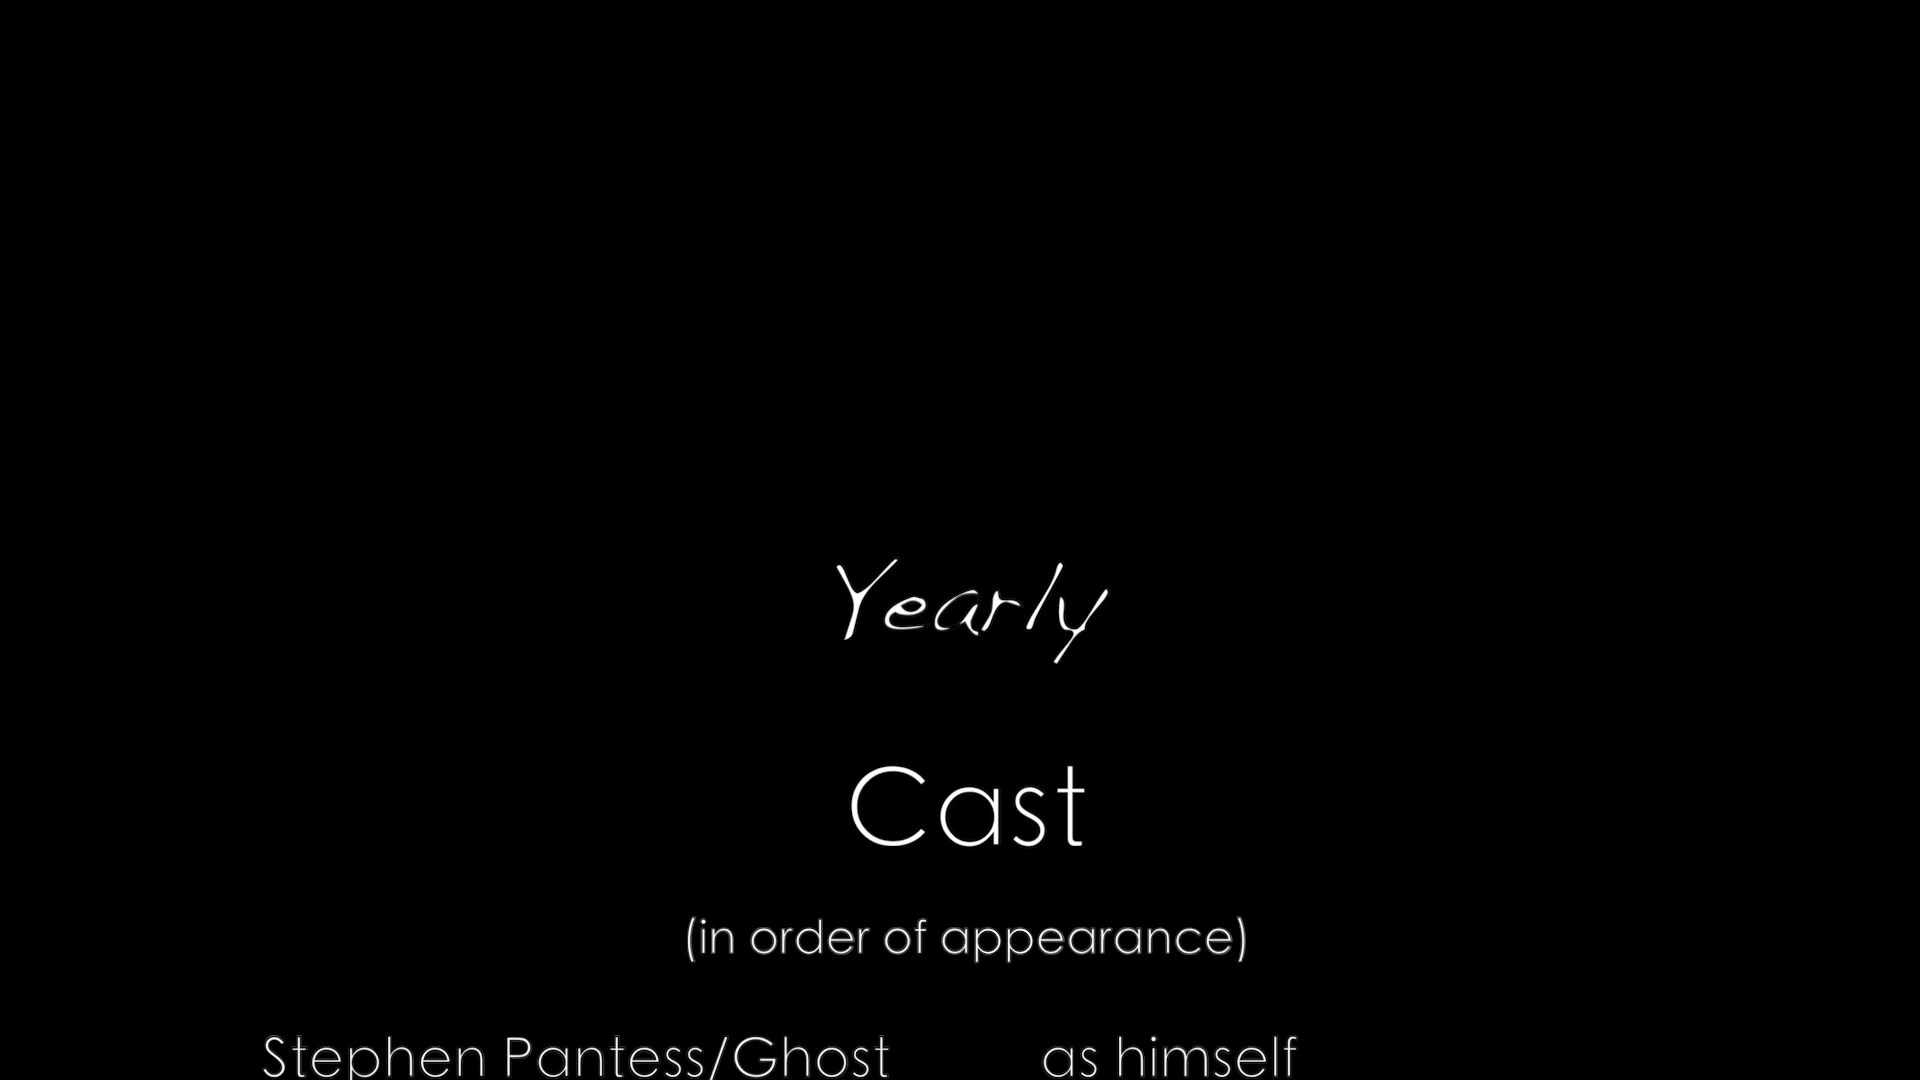 Yearly
Cast
(in order of appearance)
Stephen Pantess/Ghost as himself